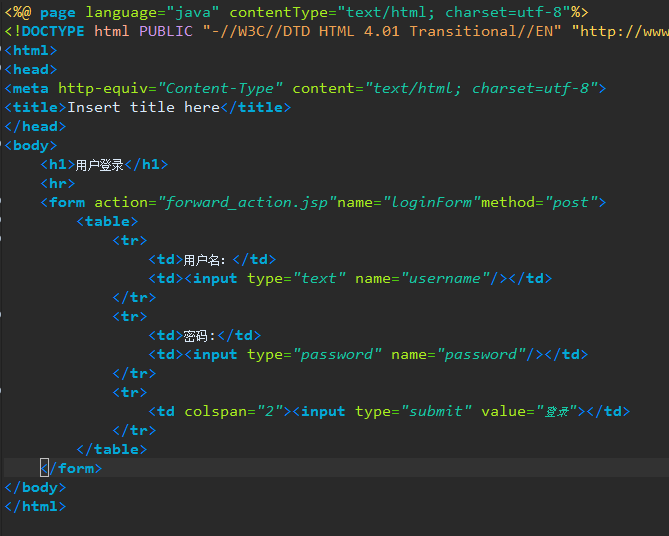 <%@ page language="java" contentType="text/html; charset=utf-8"%>
<!DOCTYPE html PUBLIC "-//W3C//DTD HTML 4.01 Transitional//EN" "http://www
<html>
<head>
<meta http-equiv="Content-Type" content="text/html; charset=utf-8">
<title>Insert title here</title>
</head>
<body>
    <h1>用户登录</h1>
    <hr>
    <form action="forward_action.jsp"name="loginForm"method="post">
        <table>
            <tr>
                <td>用户名：</td>
                <td><input type="text" name="username"/></td>
            </tr>
            <tr>
                <td>密码:</td>
                <td><input type="password" name="password"/></td>
            </tr>
            <tr>
                <td colspan="2"><input type="submit" value="登录"></td>
            </tr>
        </table>
    </form>
</body>
</html>